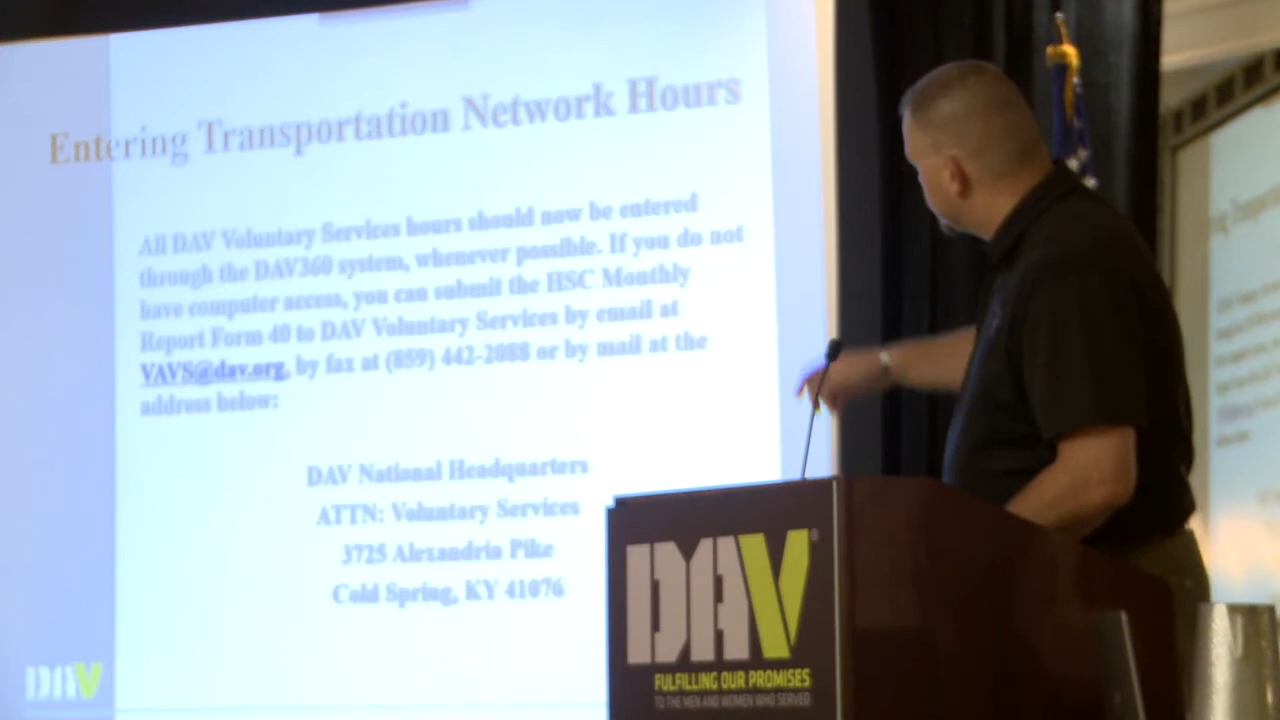 Entering Transportation Network Hours
All DAV Voluntary Services hours should now be entered
through the DAV360 system, whenever possible. If you do not
have computer access, you can submit the HSC Monthly
Report Form 40 to DAV Voluntary Services by email at
VAVS@dav.org, by fax at (859) 442-2088 or by mail at the
address below:
DAV National Headquarters
ATTN: Voluntary Services
3725 Alexandria Pike
Cold Spring, KY 41076
DAV
DAV®
FULFILLING OUR PROMISES
TO THE MEN AND WOMEN WHO SERVED